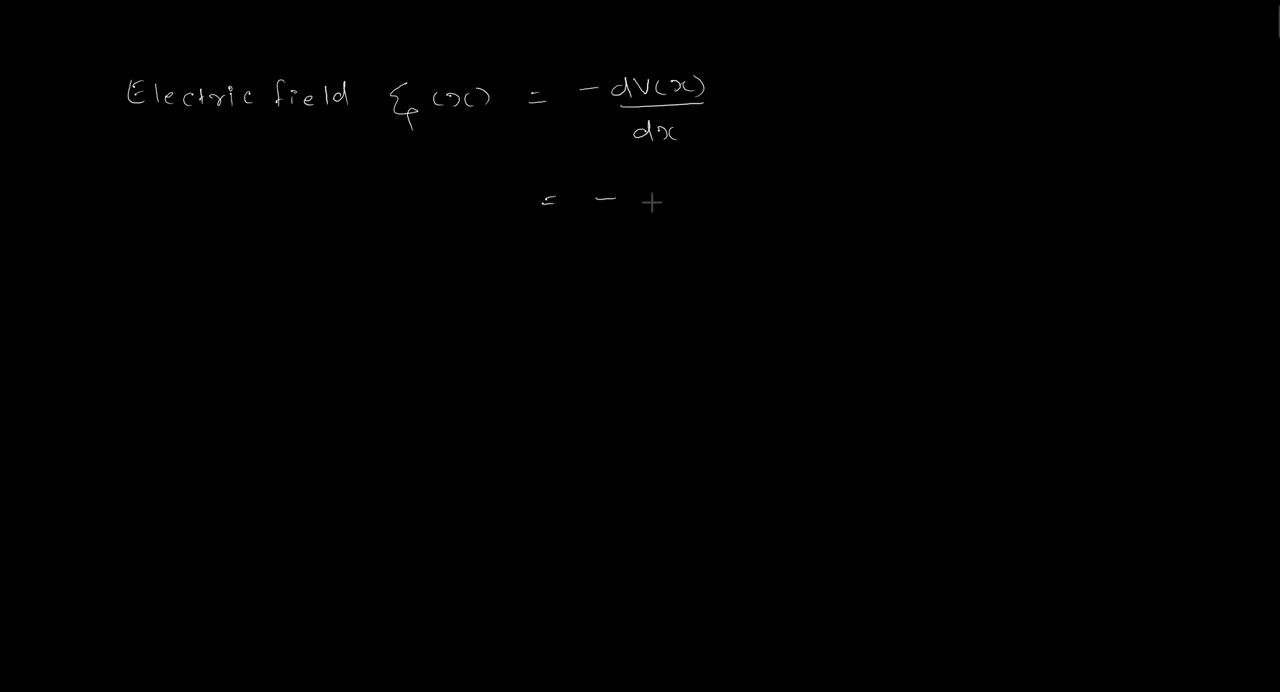 Electric field ξ(x) = - dV(x)/dx
= -